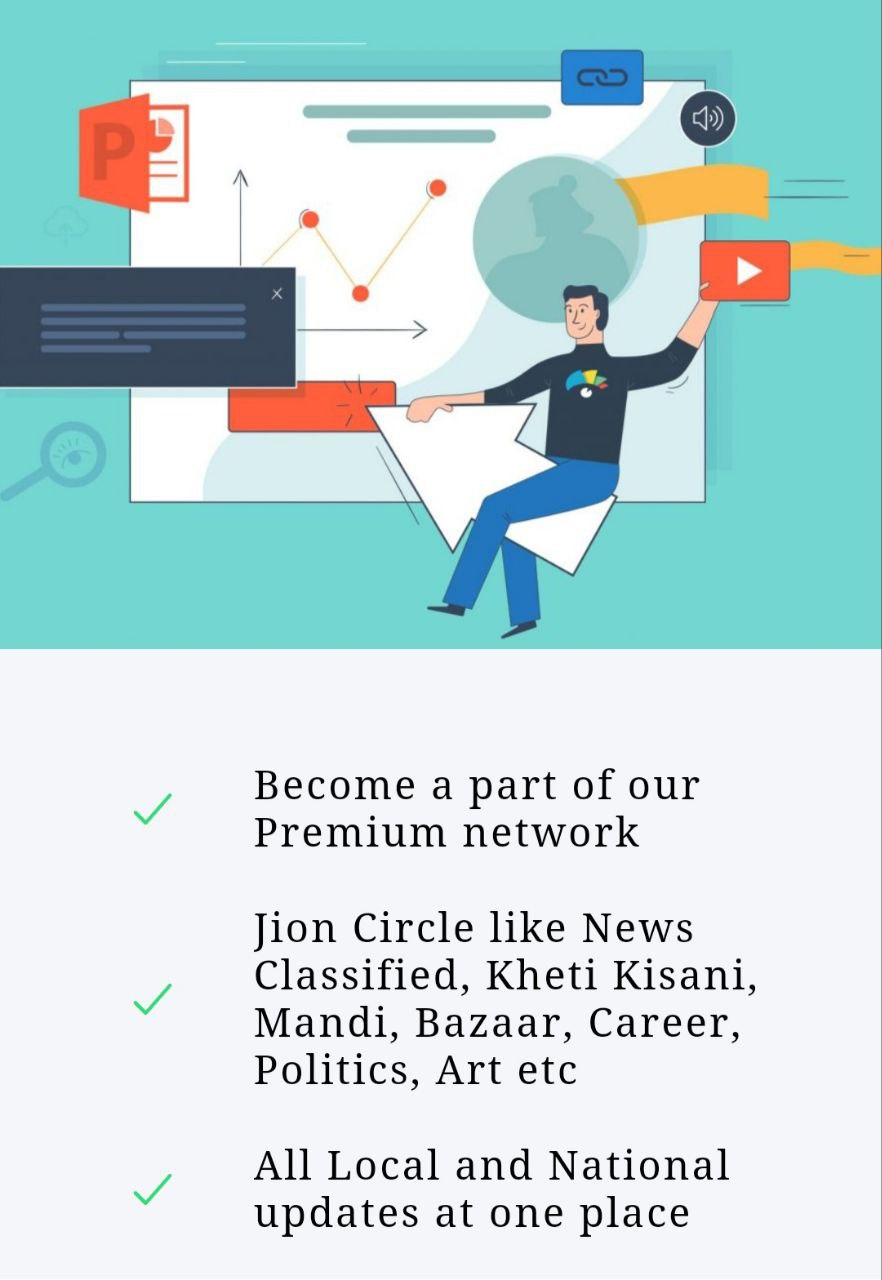 P
Become a part of our
Premium network
Jion Circle like News
Classified, Kheti Kisani,
Mandi, Bazaar, Career,
Politics, Art etc
All Local and National
updates at one place